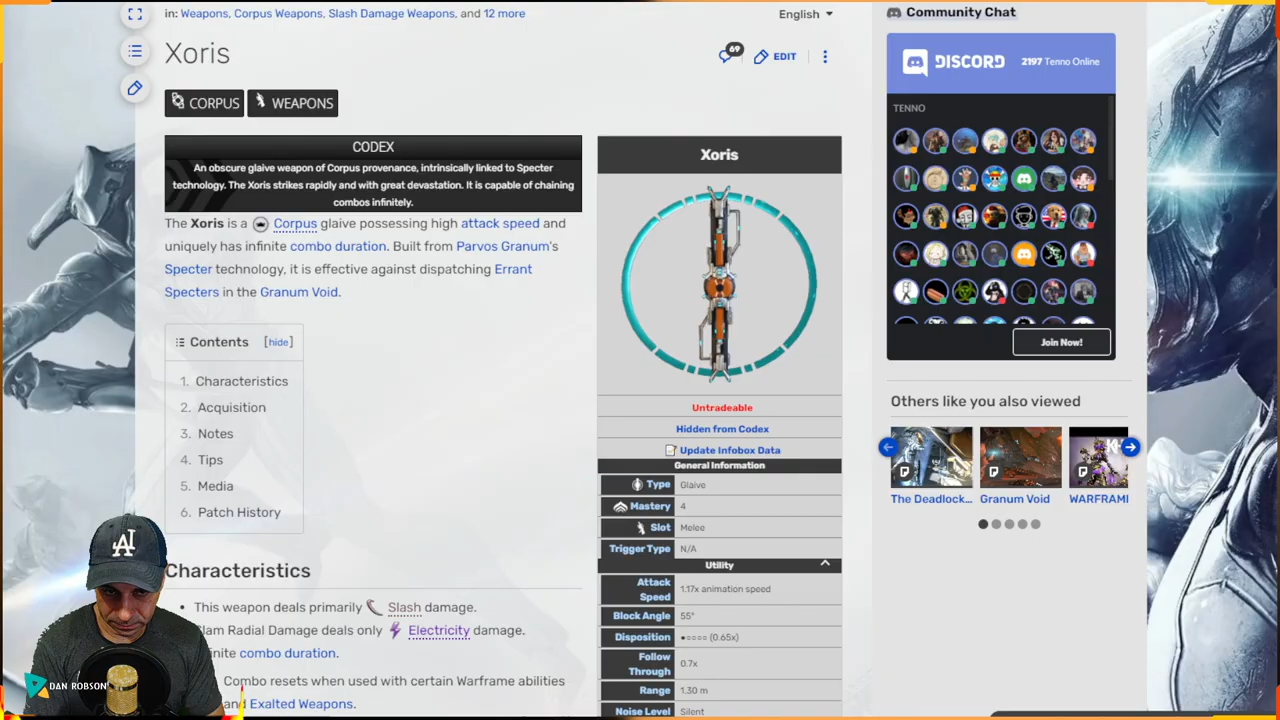 in: Weapons, Corpus Weapons, Slash Damage Weapons, and 12 more
English
Xoris
69
EDIT
CORPUS
WEAPONS
CODEX
An obscure glaive weapon of Corpus provenance, intrinsically linked to Specter
technology. The Xoris strikes rapidly and with great devastation. It is capable of chaining
combos infinitely.
The Xoris is a Corpus glaive possessing high attack speed and
uniquely has infinite combo duration. Built from Parvos Granum's
Specter technology, it is effective against dispatching Errant
Specters in the Granum Void.
Contents [hide]
1. Characteristics
2. Acquisition
3. Notes
4. Tips
5. Media
6. Patch History
Characteristics
This weapon deals primarily Slash damage.
Radial Damage deals only Electricity damage.
combo duration.
Combo resets when used with certain Warframe abilities
and Exalted Weapons.
AI
DAN ROBSON
Xoris
Untradeable
Hidden from Codex
Update Infobox Data
General Information
Type Glaive
Mastery 4
Slot Melee
Trigger Type N/A
Utility
Attack Speed 1.17x animation speed
Block Angle 55°
Disposition ●○○○○ (0.65x)
Follow Through 0.7x
Range 1.30 m
Noise Level Silent
Community Chat
DISCORD 2197 Tenno Online
TENNO
Join Now!
Others like you also viewed
The Deadlock...
Granum Void
WARFRAM